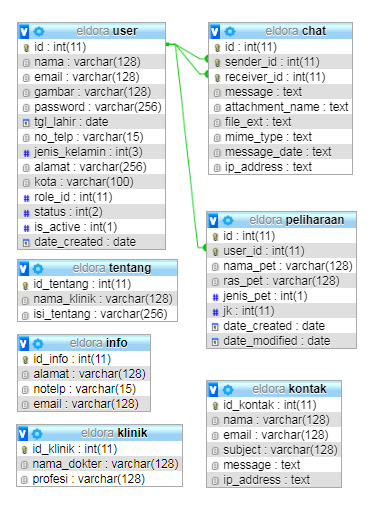 eldora user
id : int(11)
nama : varchar(128)
email : varchar(128)
gambar : varchar(128)
password : varchar(256)
tgl_lahir : date
no_telp : varchar(15)
jenis_kelamin : int(3)
alamat : varchar(256)
kota : varchar(100)
role_id : int(11)
status : int(2)
is_active : int(1)
date_created : date
eldora chat
id : int(11)
sender_id : int(11)
receiver_id : int(11)
message : text
attachment_name : text
file_ext : text
mime_type : text
message_date : text
ip_address : text
eldora peliharaan
id : int(11)
user_id : int(11)
nama_pet : varchar(128)
ras_pet : varchar(128)
jenis_pet : int(1)
jk : int(11)
date_created : date
date_modified : date
eldora tentang
id_tentang : int(11)
nama_klinik : varchar(128)
isi_tentang : varchar(256)
eldora info
id_info : int(11)
alamat : varchar(128)
notelp : varchar(15)
email : varchar(128)
eldora kontak
id_kontak : int(11)
nama : varchar(128)
email : varchar(128)
subject : varchar(128)
message : text
ip_address : text
eldora klinik
id_klinik : int(11)
nama_dokter : varchar(128)
profesi : varchar(128)